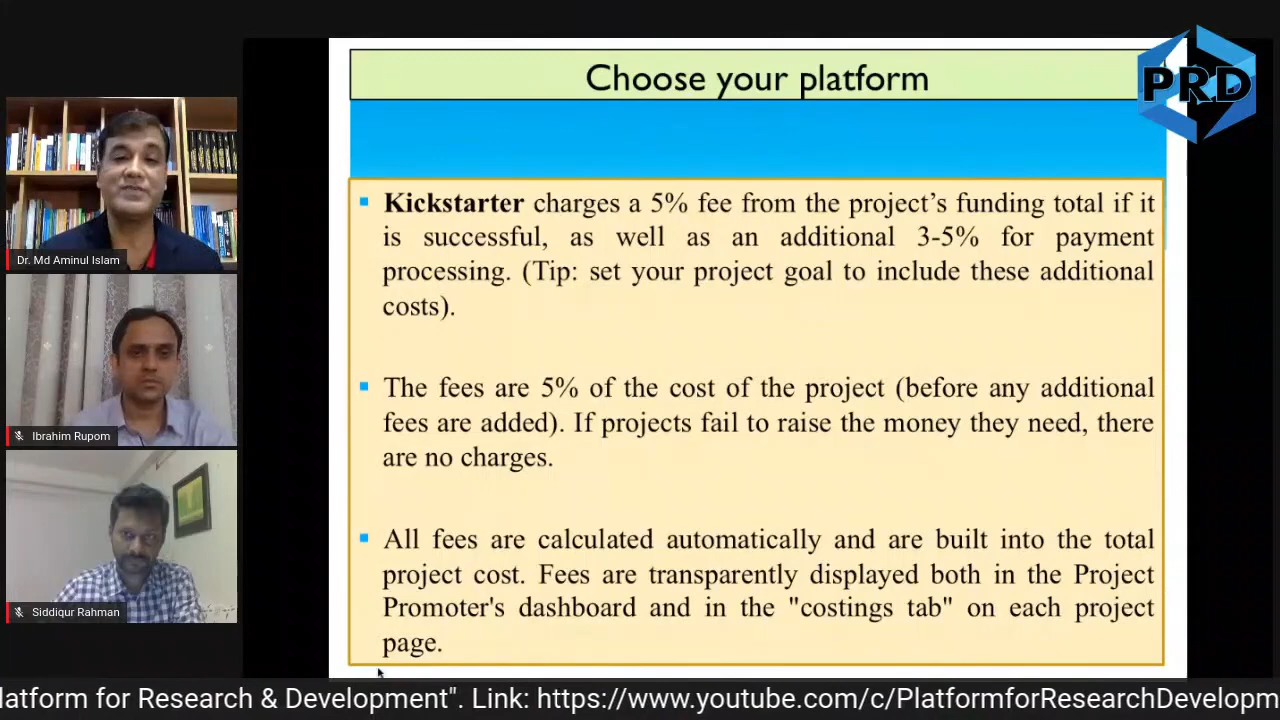 Choose your platform
PRD
Kickstarter charges a 5% fee from the project's funding total if it
is successful, as well as an additional 3-5% for payment
processing. (Tip: set your project goal to include these additional
costs).
The fees are 5% of the cost of the project (before any additional
fees are added). If projects fail to raise the money they need, there
are no charges.
All fees are calculated automatically and are built into the total
project cost. Fees are transparently displayed both in the Project
Promoter's dashboard and in the "costings tab" on each project
page.
Dr. Md Aminul Islam
Ibrahim Rupom
Siddiqur Rahman
latform for Research & Development". Link: https://www.youtube.com/c/PlatformforResearchDevelopm